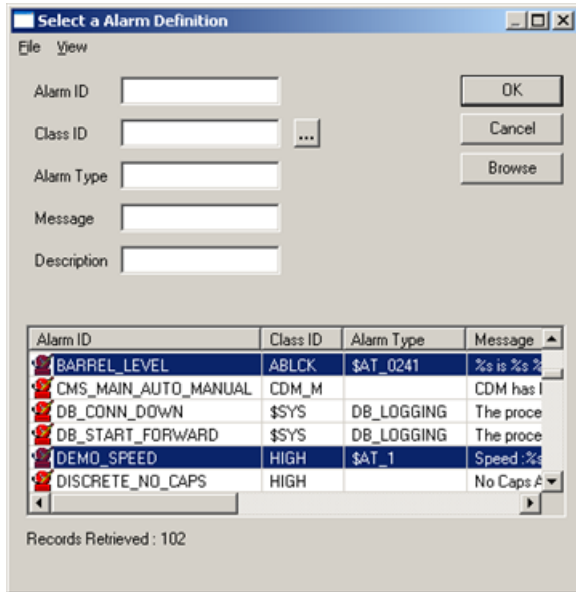 Select a Alarm Definition
File View
Alarm ID
OK
Class ID
...
Cancel
Alarm Type
Browse
Message
Description
Alarm ID Class ID Alarm Type Message
BARREL_LEVEL ABLCK $AT_0241 %s is %s %
CMS_MAIN_AUTO_MANUAL CDM_M CDM has
DB_CONN_DOWN $SYS DB_LOGGING The proce
DB_START_FORWARD $SYS DB_LOGGING The proce
DEMO_SPEED HIGH $AT_1 Speed :%s
DISCRETE_NO_CAPS HIGH No Caps A
Records Retrieved : 102